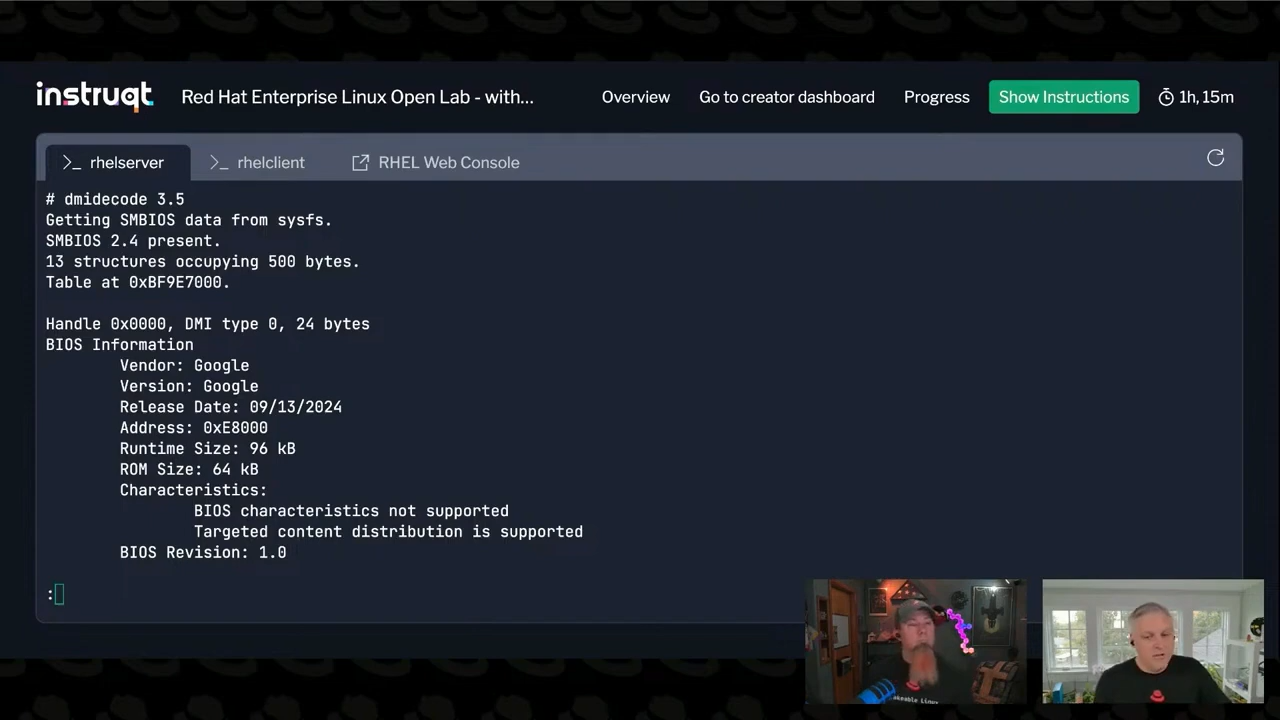 instruqt
Red Hat Enterprise Linux Open Lab - with...
Overview
Go to creator dashboard
Progress
Show Instructions
1h, 15m
>_ rhelserver
>_ rhelclient
RHEL Web Console
# dmidecode 3.5
Getting SMBIOS data from sysfs.
SMBIOS 2.4 present.
13 structures occupying 500 bytes.
Table at 0xBF9E7000.
Handle 0x0000, DMI type 0, 24 bytes
BIOS Information
Vendor: Google
Version: Google
Release Date: 09/13/2024
Address: 0xE8000
Runtime Size: 96 kB
ROM Size: 64 kB
Characteristics:
BIOS characteristics not supported
Targeted content distribution is supported
BIOS Revision: 1.0
:
Linux